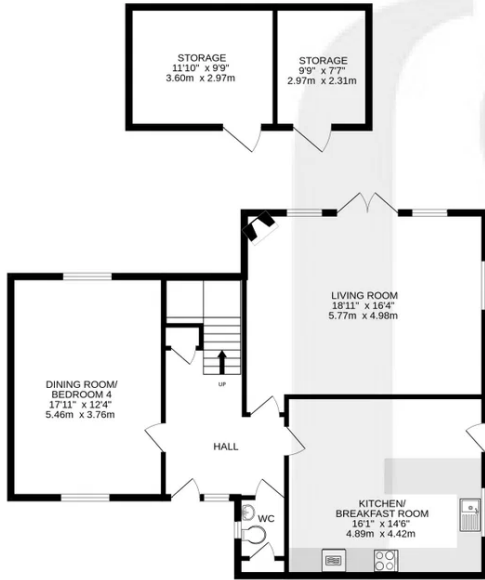 STORAGE
11'10" x 9'9"
3.60m x 2.97m
STORAGE
9'9" x 7'7"
2.97m x 2.31m
LIVING ROOM
18'11" x 16'4"
5.77m x 4.98m
DINING ROOM/
BEDROOM 4
17'11" x 12'4"
5.46m x 3.76m
UP
HALL
WC
KITCHEN/
BREAKFAST ROOM
16'1" x 14'6"
4.89m x 4.42m